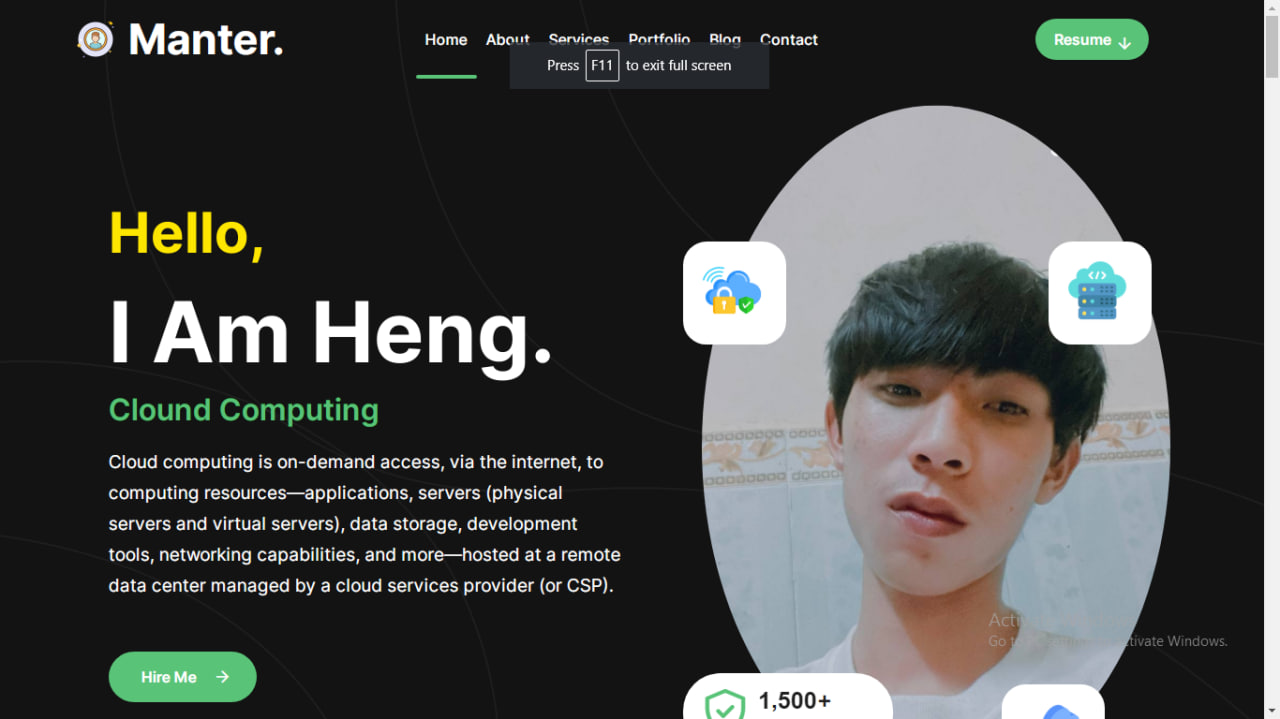 Manter.
Home About Services Portfolio Blog Contact
Resume
Press F11 to exit full screen
Hello,
I Am Heng.
Clound Computing
Cloud computing is on-demand access, via the internet, to
computing resources—applications, servers (physical
servers and virtual servers), data storage, development
tools, networking capabilities, and more—hosted at a remote
data center managed by a cloud services provider (or CSP).
Hire Me
1,500+
Go to Activate Windows.